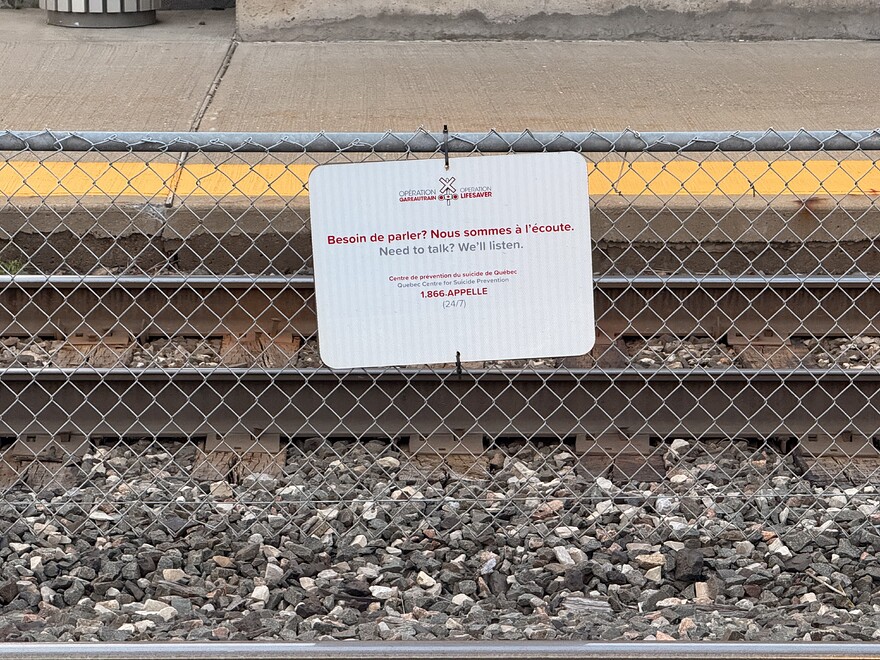 OPÉRATION OPERATION
GAREAUTRAIN LIFESAVER
Besoin de parler? Nous sommes à l'écoute.
Need to talk? We'll listen.
Centre de prévention du suicide de Québec
Quebec Centre for Suicide Prevention
1.866-APPELLE
(24/7)